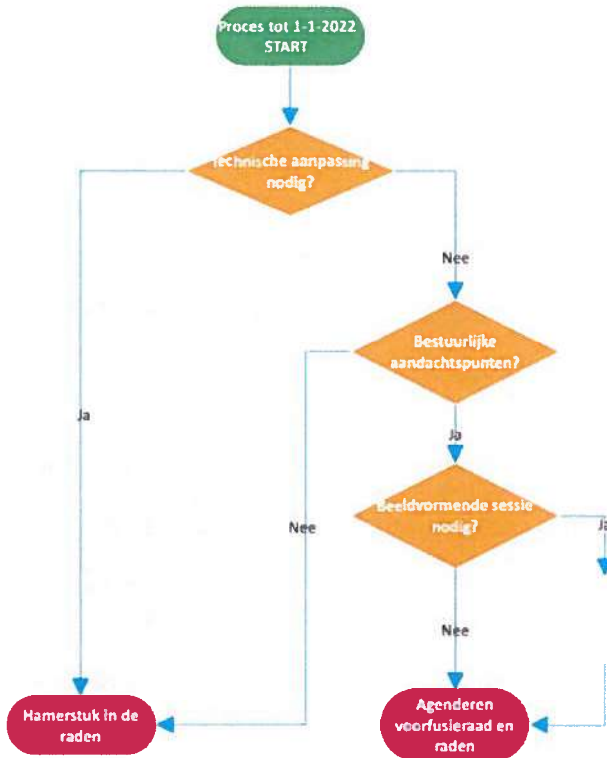 Proces tot 1-1-2022
START
Technische aanpassing
nodig?
Nee
Bestuurlijke
aandachtspunten?
Ja
Ja
Beeldvormende sessie
nodig?
Nee
Ja
Nee
Hamerstuk in de
raden
Agenderen
voorfusieraad en
raden